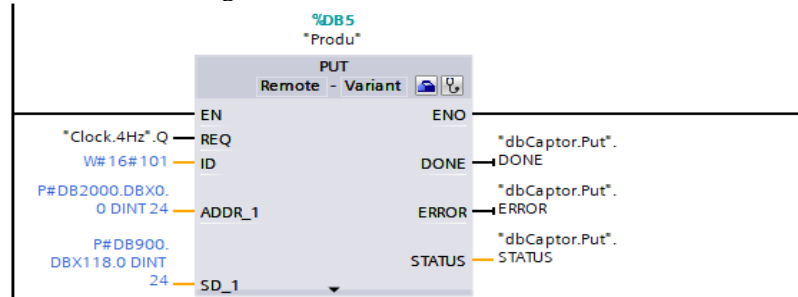 %DB5
"Produ"
PUT
Remote - Variant
EN
ENO
"Clock.4Hz".Q
REQ
W#16#101
ID
DONE
"dbCaptor.Put".
DONE
P#DB2000.DBX0.
0 DINT 24
ADDR_1
ERROR
"dbCaptor.Put".
ERROR
P#DB900.
DBX118.0 DINT
24
SD_1
STATUS
"dbCaptor.Put".
STATUS